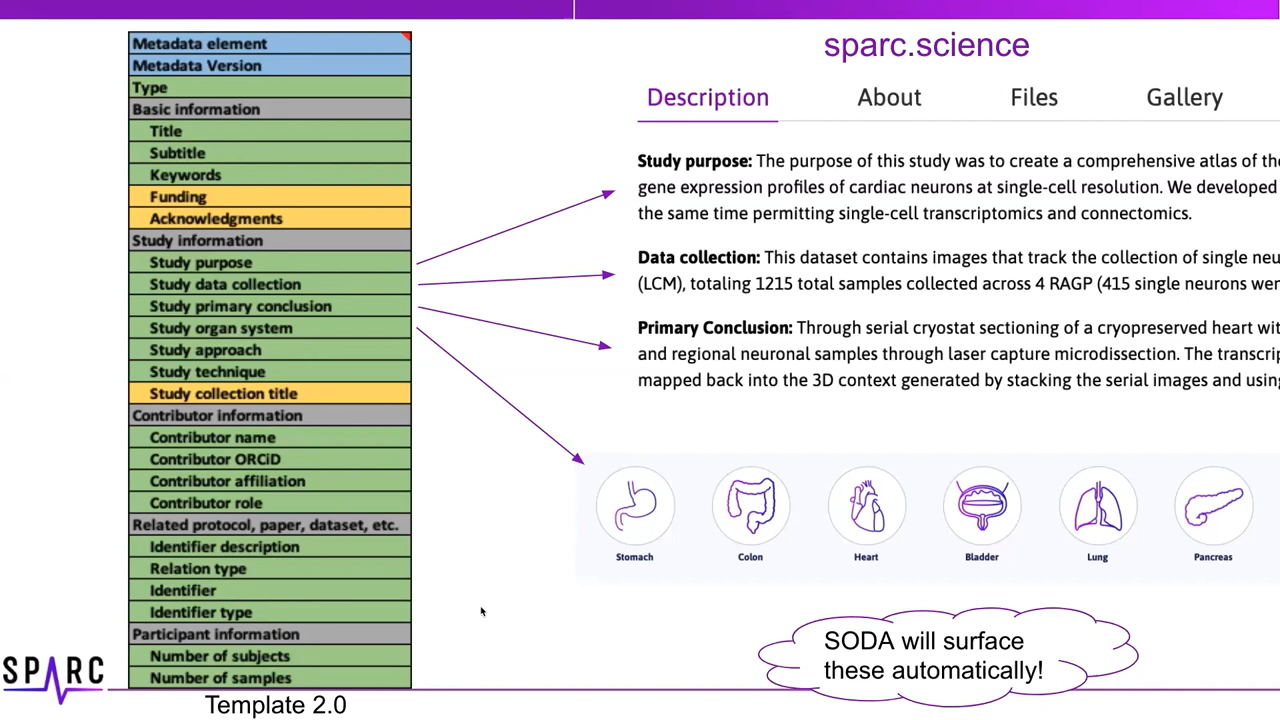 Metadata element
Metadata Version
Type
Basic information
Title
Subtitle
Keywords
Funding
Acknowledgments
Study information
Study purpose
Study data collection
Study primary conclusion
Study organ system
Study approach
Study technique
Study collection title
Contributor information
Contributor name
Contributor ORCiD
Contributor affiliation
Contributor role
Related protocol, paper, dataset, etc.
Identifier description
Relation type
Identifier
Identifier type
Participant information
Number of subjects
Number of samples
Template 2.0
SPARC
sparc.science
Description About Files Gallery
Study purpose: The purpose of this study was to create a comprehensive atlas of the
gene expression profiles of cardiac neurons at single-cell resolution. We developed
the same time permitting single-cell transcriptomics and connectomics.
Data collection: This dataset contains images that track the collection of single neu
(LCM), totaling 1215 total samples collected across 4 RAGP (415 single neurons wer
Primary Conclusion: Through serial cryostat sectioning of a cryopreserved heart wit
and regional neuronal samples through laser capture microdissection. The transcrip
mapped back into the 3D context generated by stacking the serial images and using
Stomach Colon Heart Bladder Lung Pancreas
SODA will surface
these automatically!